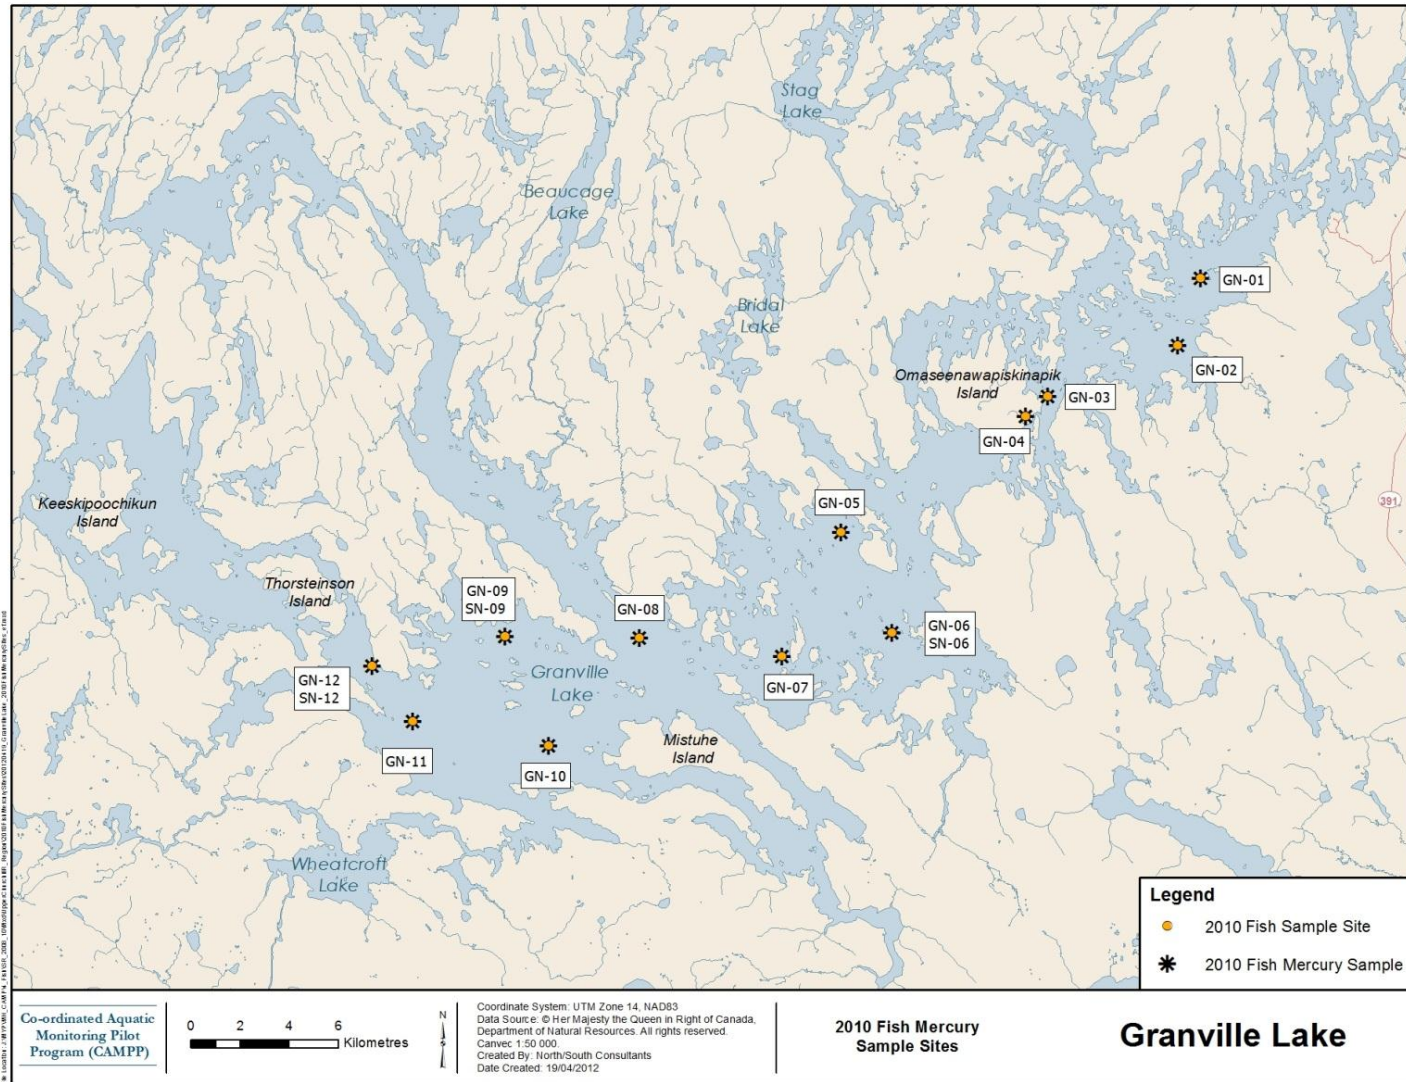 Stag
Lake
Beaucage
Lake
GN-01
Bridal
Lake
GN-02
Omaseenawapiskinapik
Island
GN-03
GN-04
391
Keeskipoochikun
Island
GN-05
Thorsteinson
Island
GN-09
SN-09
GN-08
GN-06
SN-06
GN-12
SN-12
Granville
Lake
GN-07
Mistuhe
Island
GN-11
GN-10
Wheatcroft
Lake
Legend
2010 Fish Sample Site
2010 Fish Mercury Sample
Co-ordinated Aquatic
Monitoring Pilot
Program (CAMPP)
0 2 4 6
Kilometres
N
Coordinate System: UTM Zone 14, NAD83
Data Source: © Her Majesty the Queen in Right of Canada,
Department of Natural Resources. All rights reserved.
Canvec 1:50 000.
Created By: North/South Consultants
Date Created: 19/04/2012
2010 Fish Mercury
Sample Sites
Granville Lake